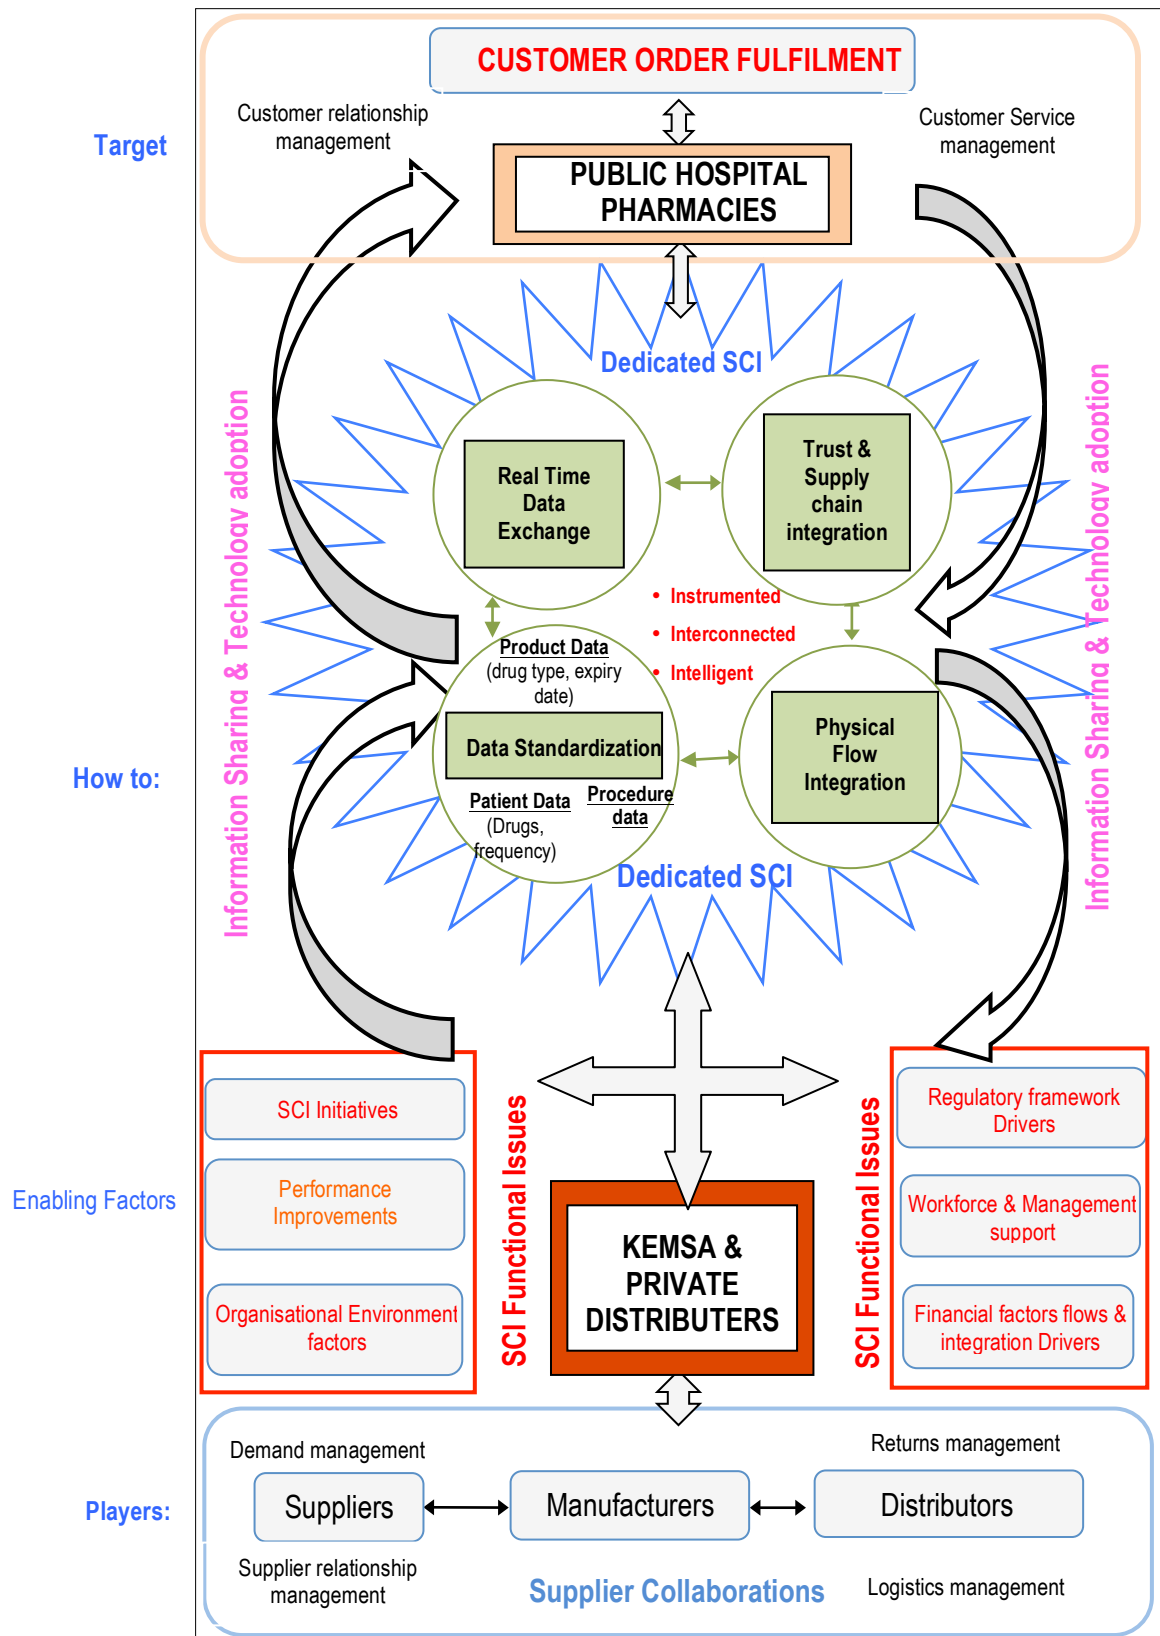 CUSTOMER ORDER FULFILMENT
Customer relationship
management
Customer Service
management
Target
PUBLIC HOSPITAL
PHARMACIES
Dedicated SCI
Information Sharing & Technology adoption
Information Sharing & Technology adoption
Real Time
Data
Exchange
Trust &
Supply
chain
integration
• Instrumented
• Interconnected
• Intelligent
Product Data
(drug type, expiry
date)
Data Standardization
Patient Data
(Drugs,
frequency)
Procedure
data
Physical
Flow
Integration
How to:
Dedicated SCI
SCI Initiatives
Performance
Improvements
Organisational Environment
factors
Enabling Factors
SCI Functional Issues
KEMSA &
PRIVATE
DISTRIBUTERS
SCI Functional Issues
Regulatory framework
Drivers
Workforce & Management
support
Financial factors flows &
integration Drivers
Demand management
Returns management
Players:
Suppliers
Manufacturers
Distributors
Supplier relationship
management
Supplier Collaborations
Logistics management